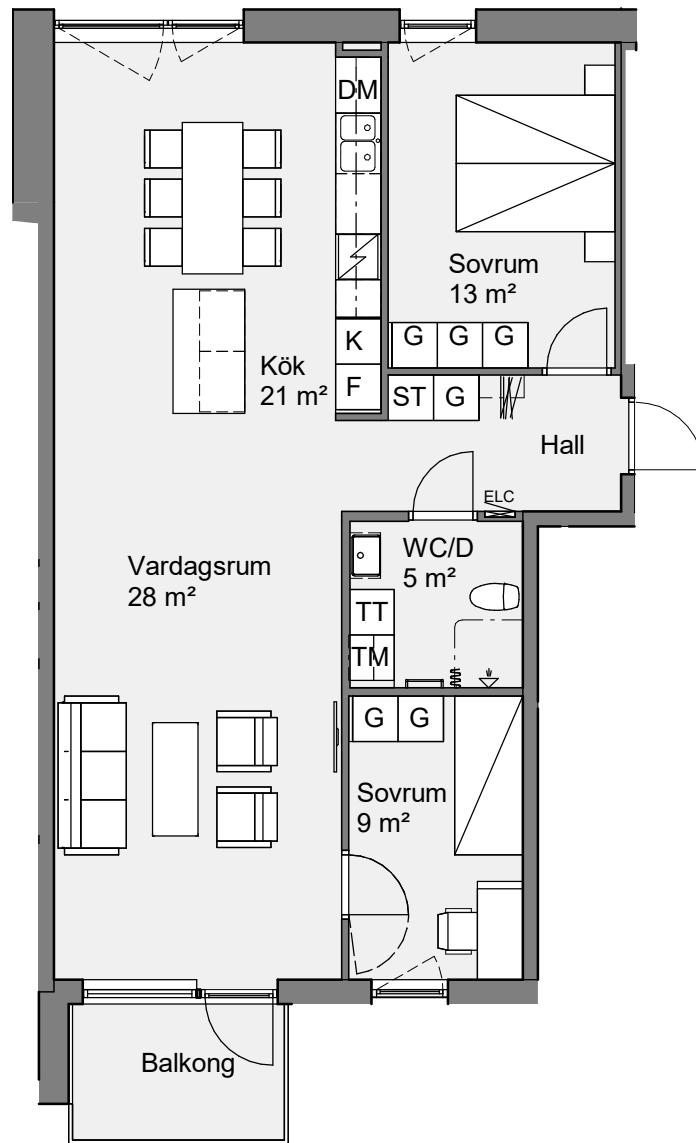 DM
Sovrum
13 m²
G G G
K
Kök
21 m²
F
ST G
Hall
ELC
WC/D
5 m²
Vardagsrum
28 m²
TT
TM
G G
Sovrum
9 m²
Balkong